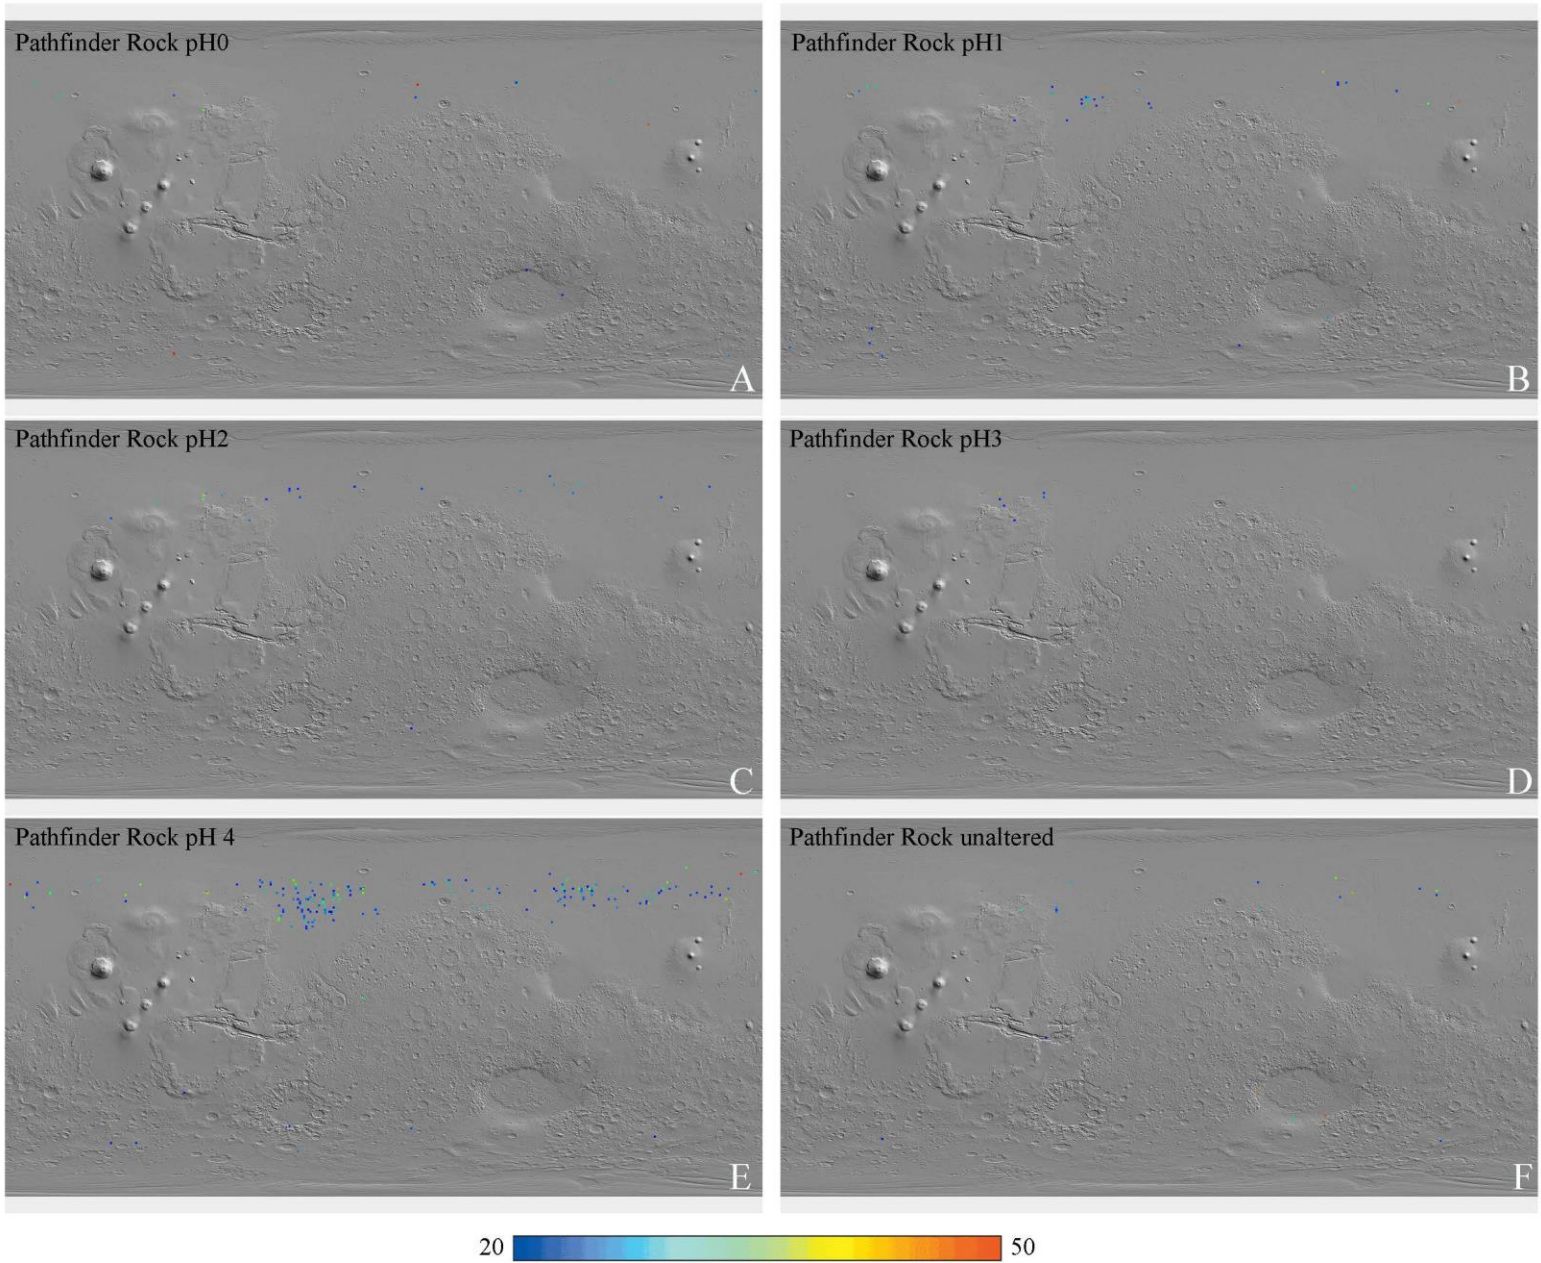 Pathfinder Rock pH0
A
Pathfinder Rock pH1
B
Pathfinder Rock pH2
C
Pathfinder Rock pH3
D
Pathfinder Rock pH 4
E
Pathfinder Rock unaltered
F
20
50